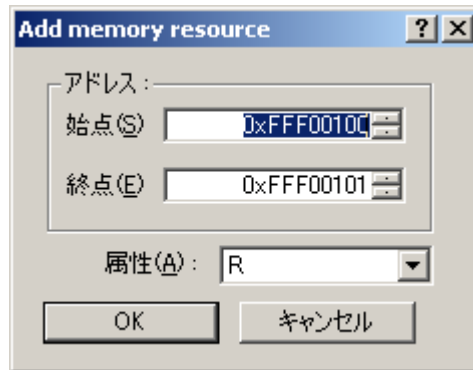 Add memory resource
アドレス:
始点(S) 0xFFF00100
終点(E) 0xFFF00101
属性(A): R
OK キャンセル